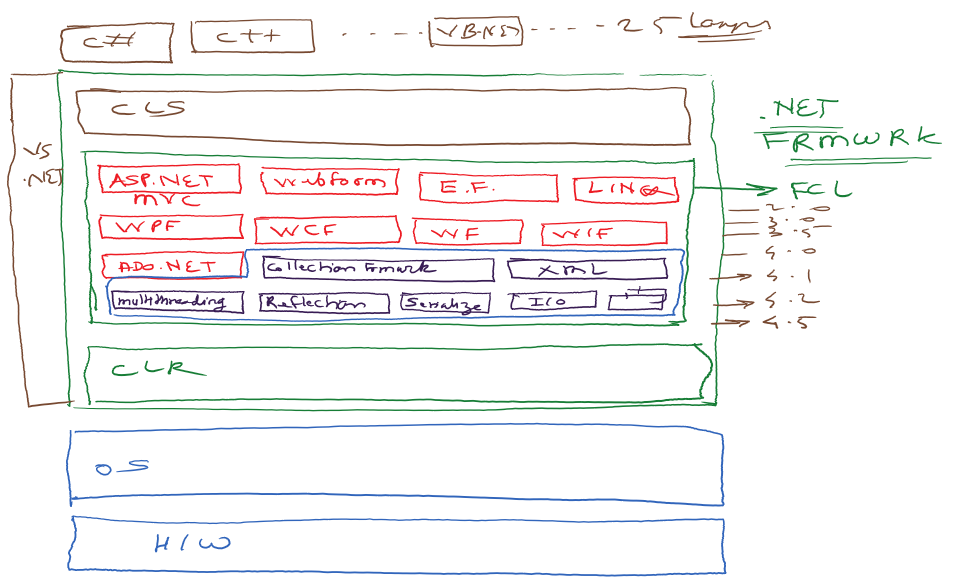 C# C++ ..... VB.NET ---- .. 25 Langs
CLS
VS
.NET
.NET
FRMWRK
ASP.NET Webform E.F. LINQ
MVC
FCL
WPF WCF WF WIF
ADO.NET Collection Frmwrk XML
multithreading Reflection Serialize I/O
2.0
3.0
3.5
4.0
4.1
4.2
4.5
CLR
OS
H/W